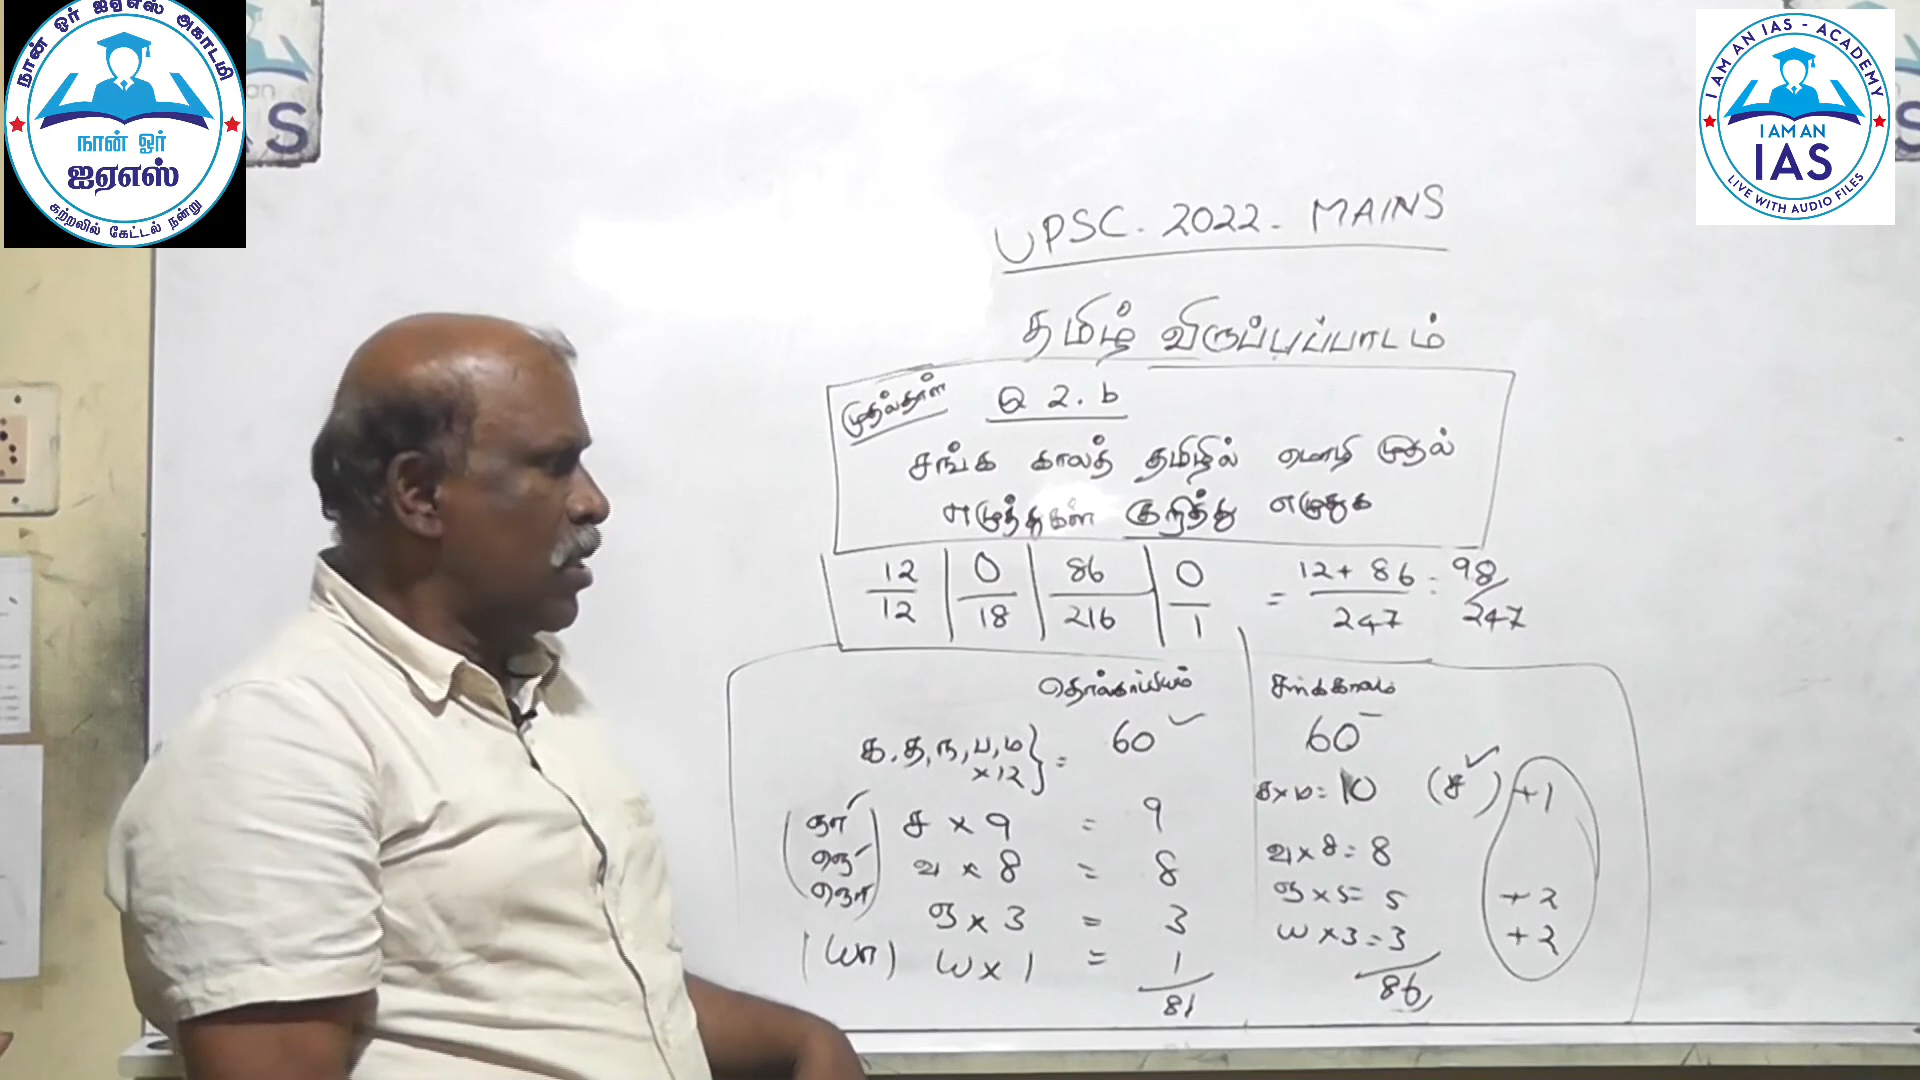 நான் ஓர் ஐஏஎஸ் அகாடமி
நான் ஓர்
ஐஏஎஸ்
கற்றலில் கேட்டல் நன்று
an
S
I AM AN IAS - ACADEMY
I AM AN
IAS
LIVE WITH AUDIO FILES
UPSC. 2022 - MAINS
தமிழ் விருப்பப்பாடம்
முதல்தாள் Q 2. b
சங்க காலத் தமிழில் மொழி முதல்
எழுத்துகள் குறித்து எழுதுக
12/12 | 0/18 | 86/216 | 0/1 = 12 + 86 / 247 = 98/247
தொல்காப்பியம் சங்ககாலம்
க, த, ந, ப, ம } = 60 ✓ 60
x 12
ச x 10 = 10 (ச ✓) +1
(ஞா ச x 9 = 9
ஞெ வ x 8 = 8 வ x 8 = 8
ஞொ) ஞ x 3 = 3 ஞ x 5 = 5 +2
(யா) ய x 1 = 1 ய x 3 = 3 +2
81 86